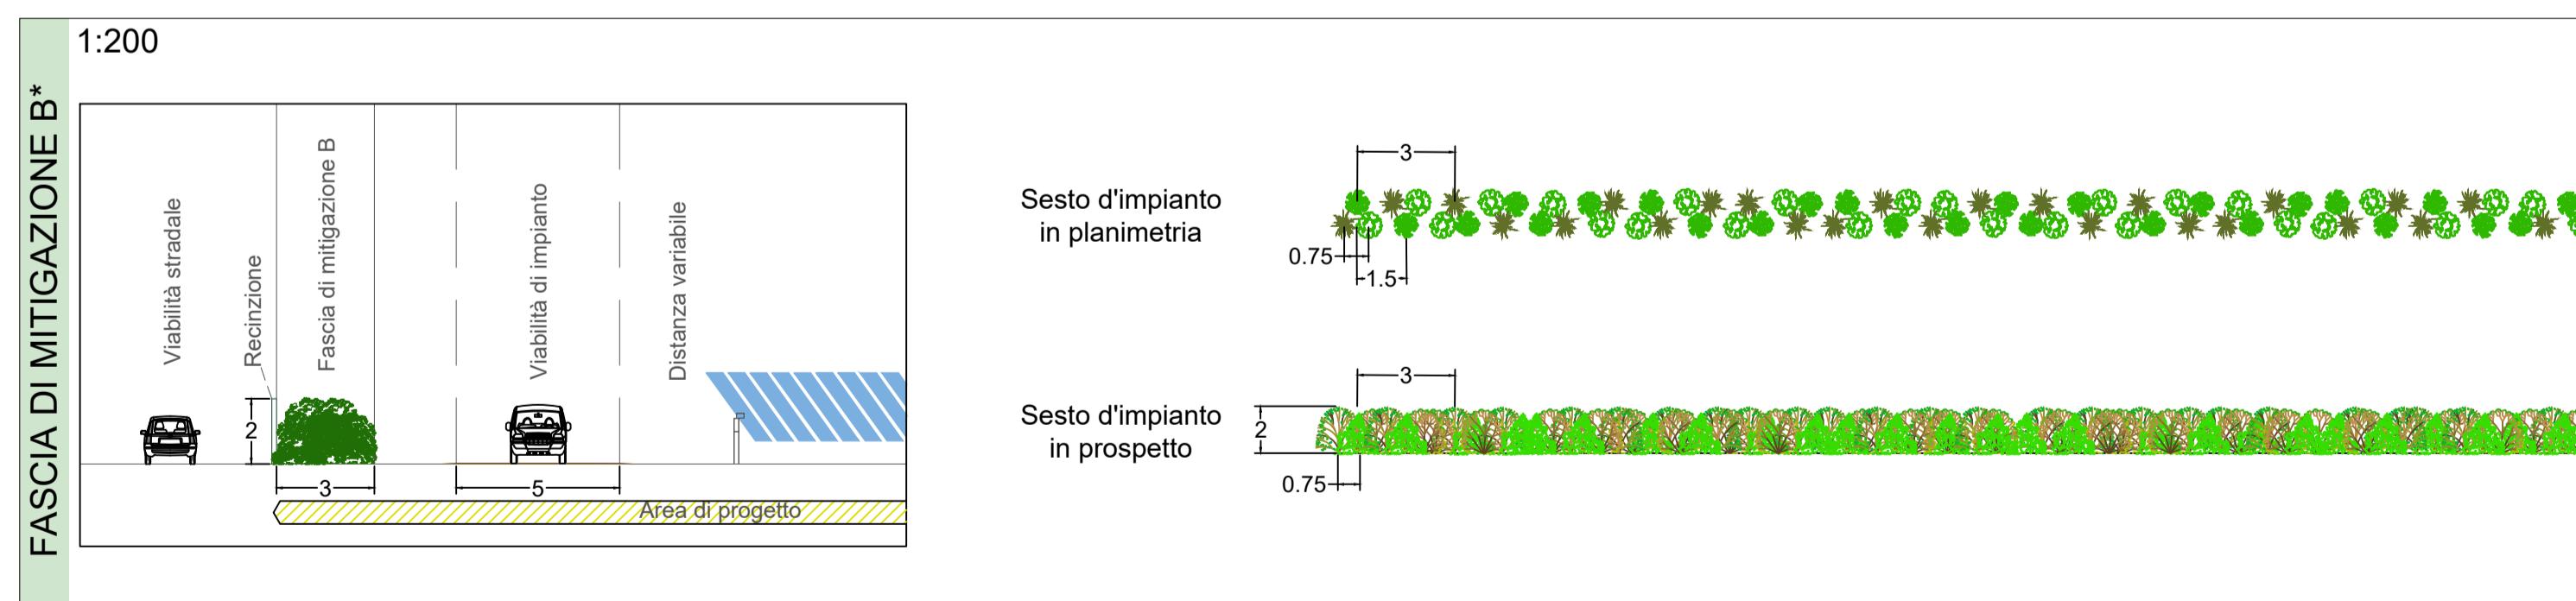 FASCIA DI MITIGAZIONE B*
1:200
Viabilità stradale
Recinzione
Fascia di mitigazione B
Viabilità di impianto
Distanza variabile
2
3
5
Area di progetto
Sesto d'impianto
in planimetria
3
0.75
1.5
Sesto d'impianto
in prospetto
3
2
0.75